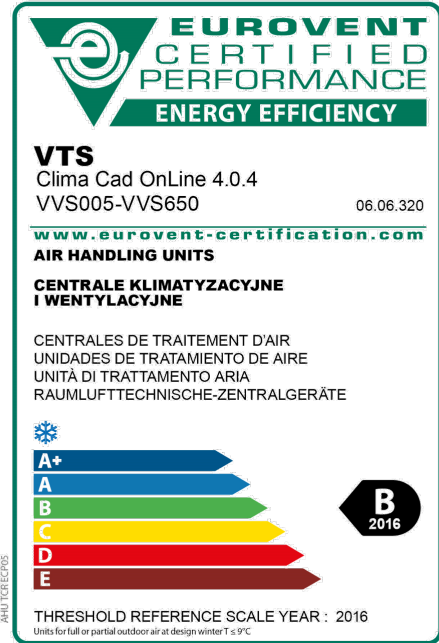 EUROVENT
CERTIFIED
PERFORMANCE
ENERGY EFFICIENCY
VTS
Clima Cad OnLine 4.0.4
VVS005-VVS650 06.06.320
www.eurovent-certification.com
AIR HANDLING UNITS
CENTRALE KLIMATYZACYJNE
I WENTYLACYJNE
CENTRALES DE TRAITEMENT D'AIR
UNIDADES DE TRATAMIENTO DE AIRE
UNITÀ DI TRATTAMENTO ARIA
RAUMLUFTTECHNISCHE-ZENTRALGERÄTE
A+
A
B
C
D
E
B
2016
AHU TCR ECP05
THRESHOLD REFERENCE SCALE YEAR : 2016
Units for full or partial outdoor air at design winter T ≤ 9°C